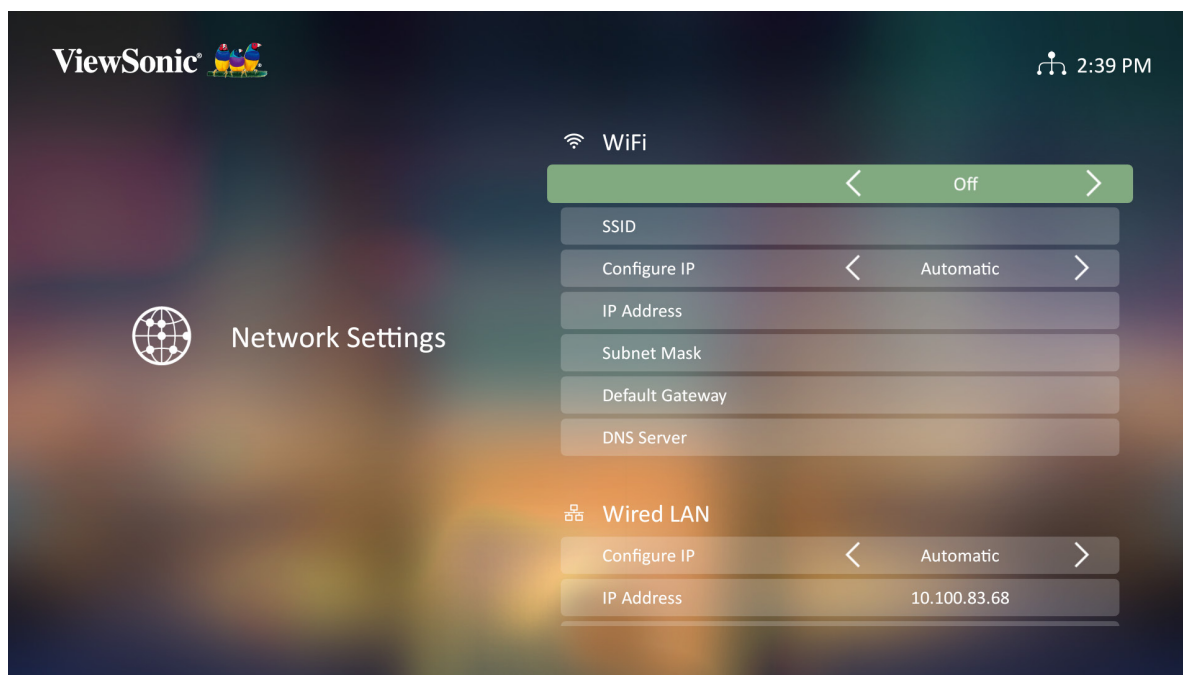 ViewSonic®
2:39 PM
WiFi
Off
SSID
Configure IP Automatic
IP Address
Subnet Mask
Default Gateway
DNS Server
Network Settings
Wired LAN
Configure IP Automatic
IP Address 10.100.83.68